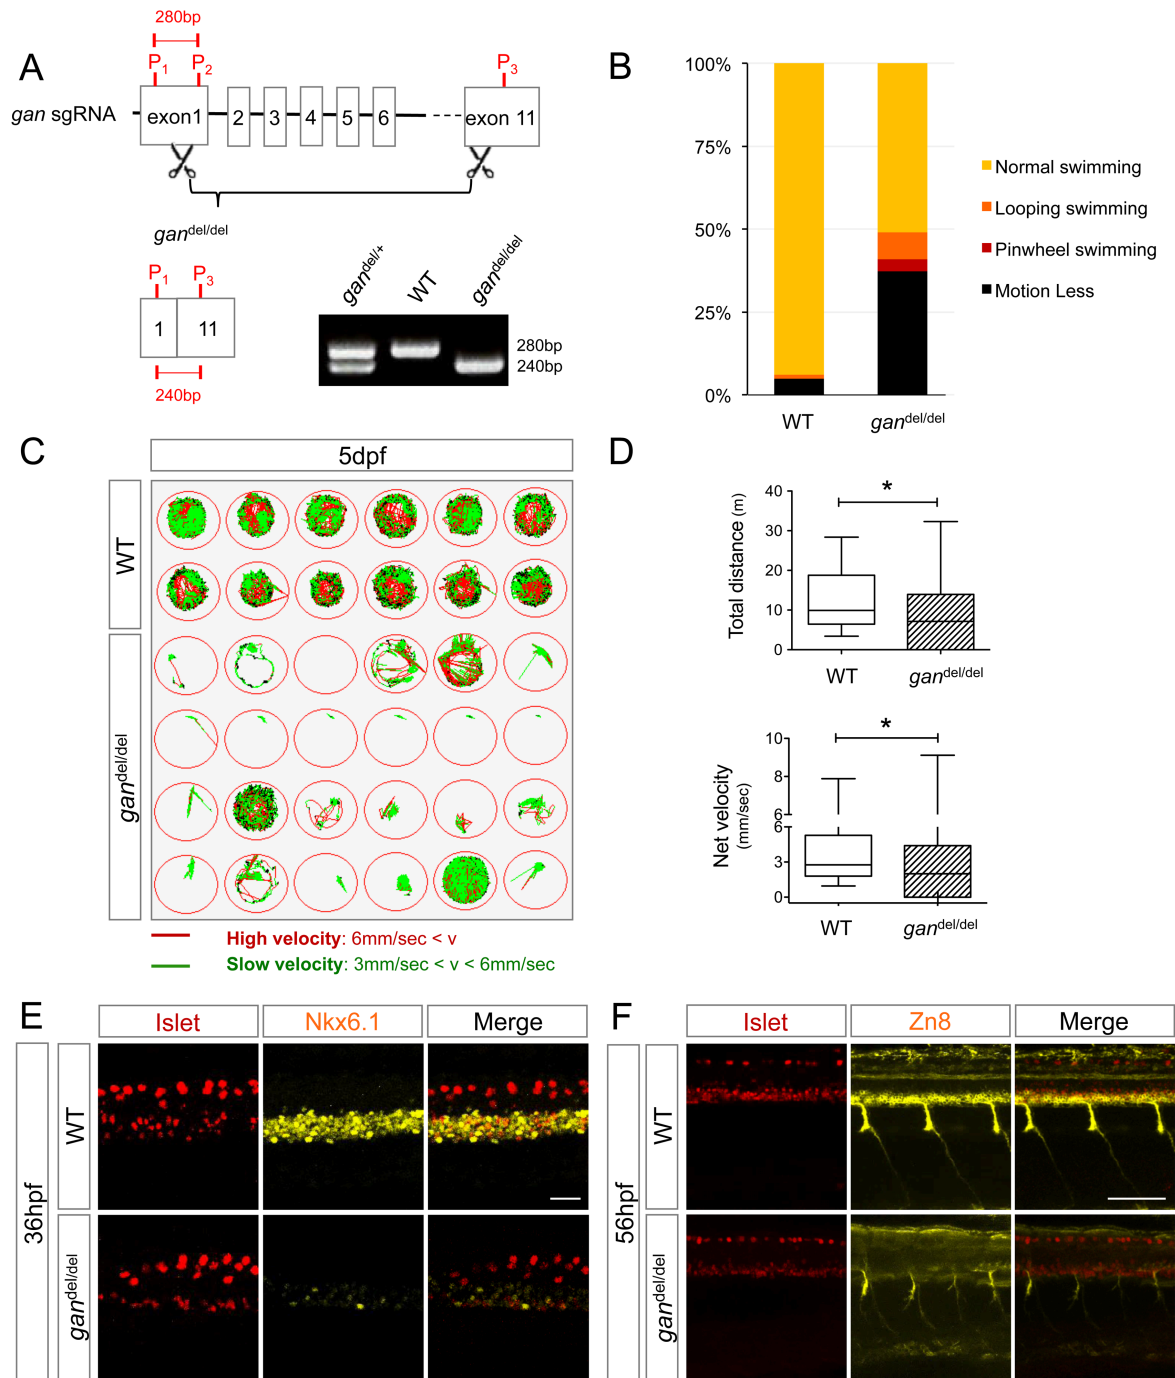 A
280bp
P1 P2 P3
gan sgRNA
exon1 2 3 4 5 6 exon 11
gandel/del
P1 P3
1 11
240bp
gandel/+ WT gandel/del
280bp
240bp
B
100%
75%
50%
25%
0%
WT gandel/del
Normal swimming
Looping swimming
Pinwheel swimming
Motion Less
C
5dpf
WT
gandel/del
High velocity: 6mm/sec < v
Slow velocity: 3mm/sec < v < 6mm/sec
D
Total distance (m)
40
30
20
10
0
*
WT gandel/del
Net velocity
(mm/sec)
10
8
6
6
3
0
*
WT gandel/del
E
Islet Nkx6.1 Merge
36hpf
WT
gandel/del
F
Islet Zn8 Merge
56hpf
WT
gandel/del